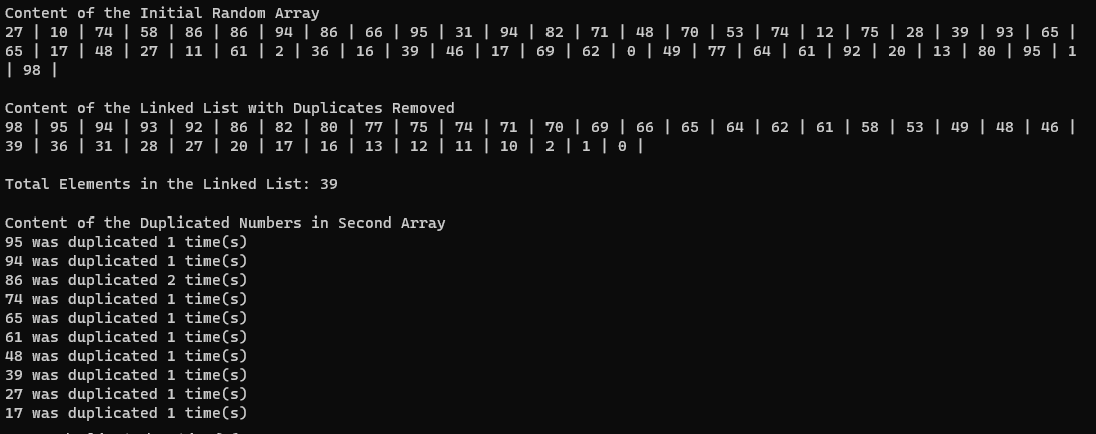 Content of the Initial Random Array
27 | 10 | 74 | 58 | 86 | 86 | 94 | 86 | 66 | 95 | 31 | 94 | 82 | 71 | 48 | 70 | 53 | 74 | 12 | 75 | 28 | 39 | 93 | 65 |
65 | 17 | 48 | 27 | 11 | 61 | 2 | 36 | 16 | 39 | 46 | 17 | 69 | 62 | 0 | 49 | 77 | 64 | 61 | 92 | 20 | 13 | 80 | 95 | 1
| 98 |
Content of the Linked List with Duplicates Removed
98 | 95 | 94 | 93 | 92 | 86 | 82 | 80 | 77 | 75 | 74 | 71 | 70 | 69 | 66 | 65 | 64 | 62 | 61 | 58 | 53 | 49 | 48 | 46 |
39 | 36 | 31 | 28 | 27 | 20 | 17 | 16 | 13 | 12 | 11 | 10 | 2 | 1 | 0 |
Total Elements in the Linked List: 39
Content of the Duplicated Numbers in Second Array
95 was duplicated 1 time(s)
94 was duplicated 1 time(s)
86 was duplicated 2 time(s)
74 was duplicated 1 time(s)
65 was duplicated 1 time(s)
61 was duplicated 1 time(s)
48 was duplicated 1 time(s)
39 was duplicated 1 time(s)
27 was duplicated 1 time(s)
17 was duplicated 1 time(s)